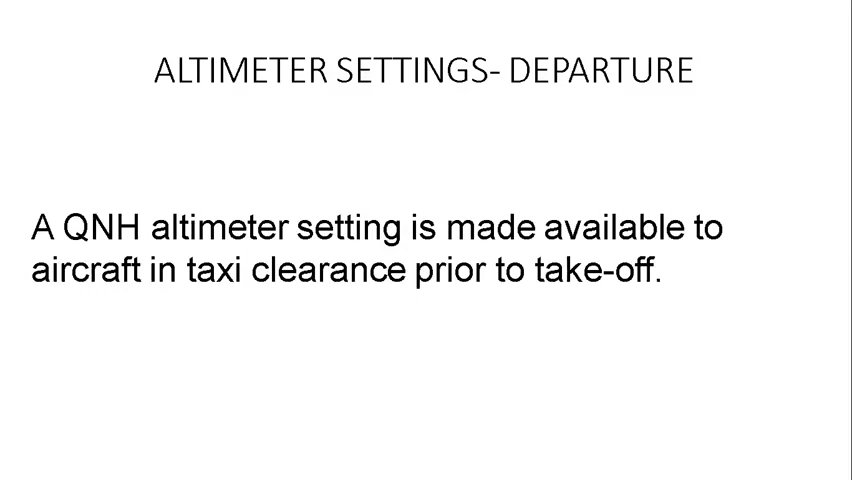 ALTIMETER SETTINGS- DEPARTURE
A QNH altimeter setting is made available to
aircraft in taxi clearance prior to take-off.